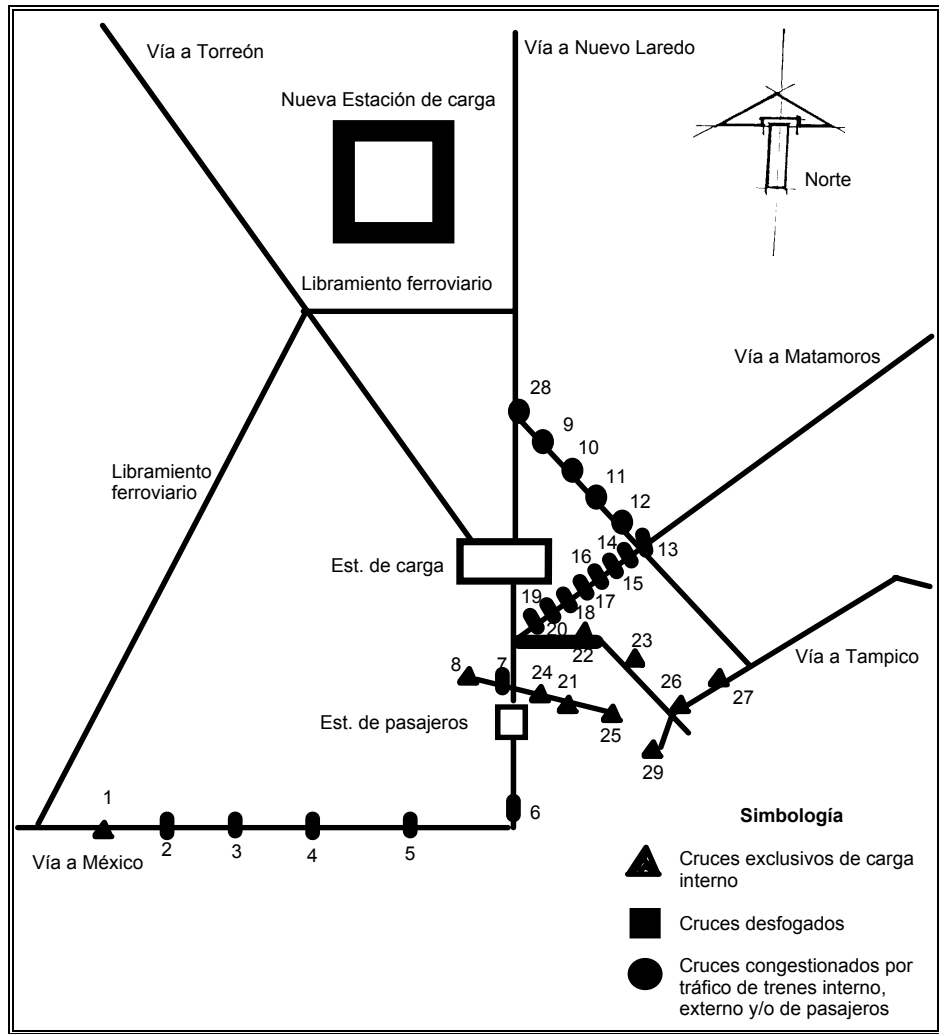 Vía a Torreón
Vía a Nuevo Laredo
Nueva Estación de carga
Norte
Libramiento ferroviario
Vía a Matamoros
28
9
10
11
12
Libramiento
ferroviario
13
14
15
16
17
Est. de carga
18
19
20
22
23
Vía a Tampico
8
7
24
21
26
27
25
Est. de pasajeros
29
1
6
2
3
4
5
Vía a México
Simbología
Cruces exclusivos de carga
interno
Cruces desfogados
Cruces congestionados por
tráfico de trenes interno,
externo y/o de pasajeros